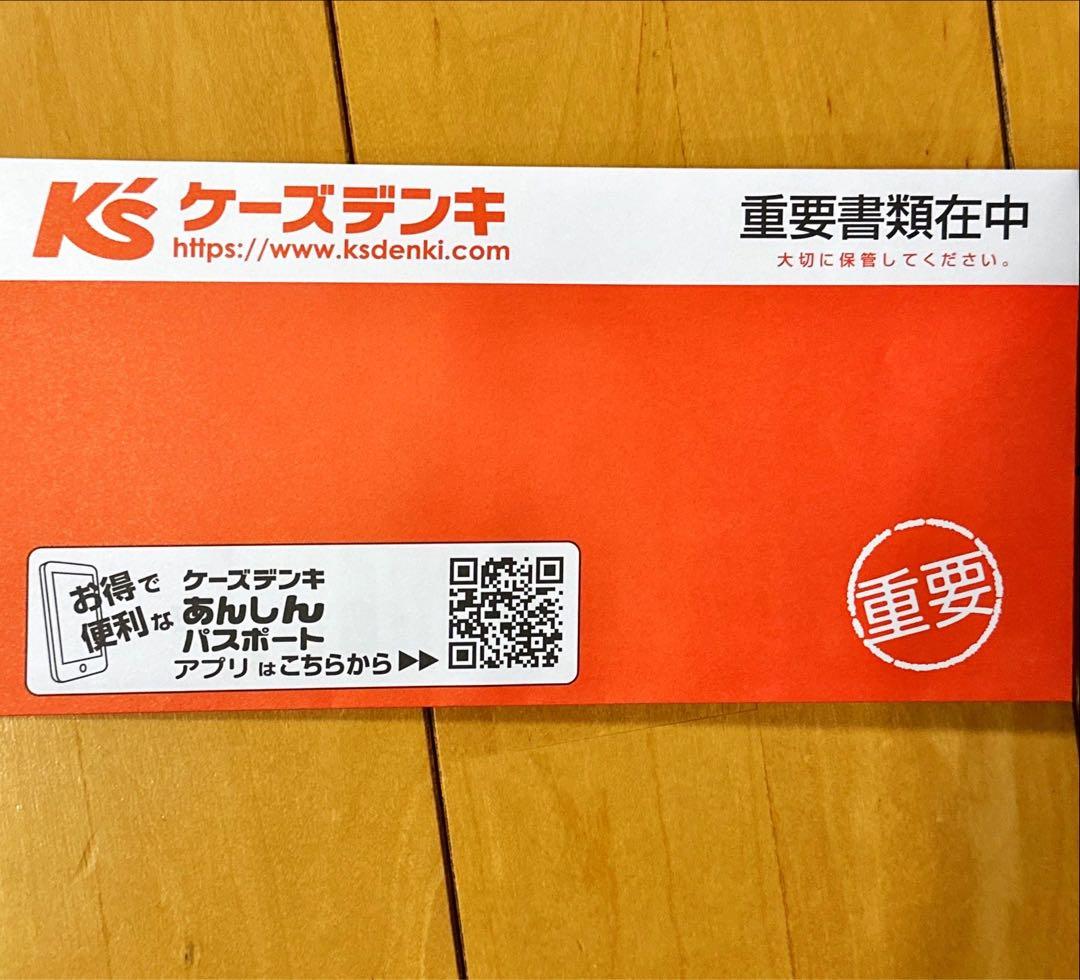 K's ケーズデンキ
https://www.ksdenki.com
重要書類在中
大切に保管してください。
お得で
便利な
ケーズデンキ
あんしん
パスポート
アプリはこちらから▶▶
重要